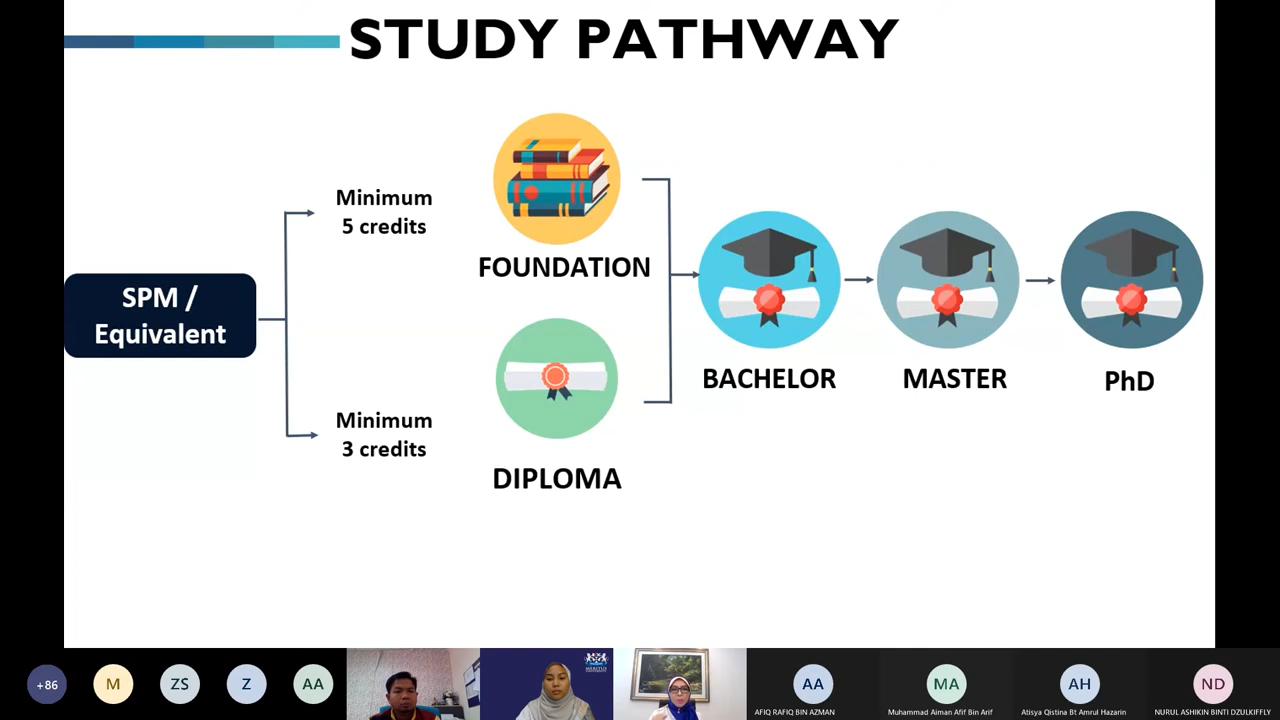 STUDY PATHWAY
Minimum
5 credits
FOUNDATION
SPM /
Equivalent
BACHELOR
MASTER
PhD
Minimum
3 credits
DIPLOMA
+86
M
ZS
Z
AA
AA
AFIQ RAFIQ BIN AZMAN
MA
Muhammad Aiman Afif Bin Arif
AH
Atisya Qistina Bt Amrul Hazarin
ND
NURUL ASHIKIN BINTI DZULKIFFLY